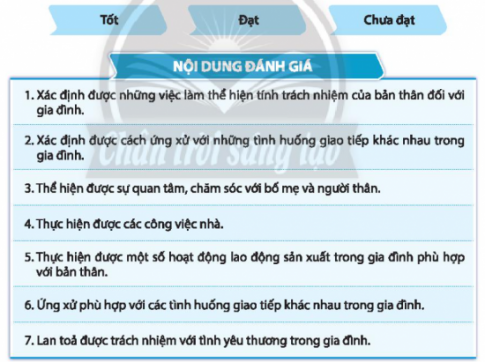 Tốt
Đạt
Chưa đạt
NỘI DUNG ĐÁNH GIÁ
1. Xác định được những việc làm thể hiện tính trách nhiệm của bản thân đối với
gia đình.
2. Xác định được cách ứng xử với những tình huống giao tiếp khác nhau trong
gia đình.
Chân trời sáng tạo
3. Thể hiện được sự quan tâm, chăm sóc với bố mẹ và người thân.
4. Thực hiện được các công việc nhà.
5. Thực hiện được một số hoạt động lao động sản xuất trong gia đình phù hợp
với bản thân.
6. Ứng xử phù hợp với các tình huống giao tiếp khác nhau trong gia đình.
7. Lan toả được trách nhiệm với tình yêu thương trong gia đình.